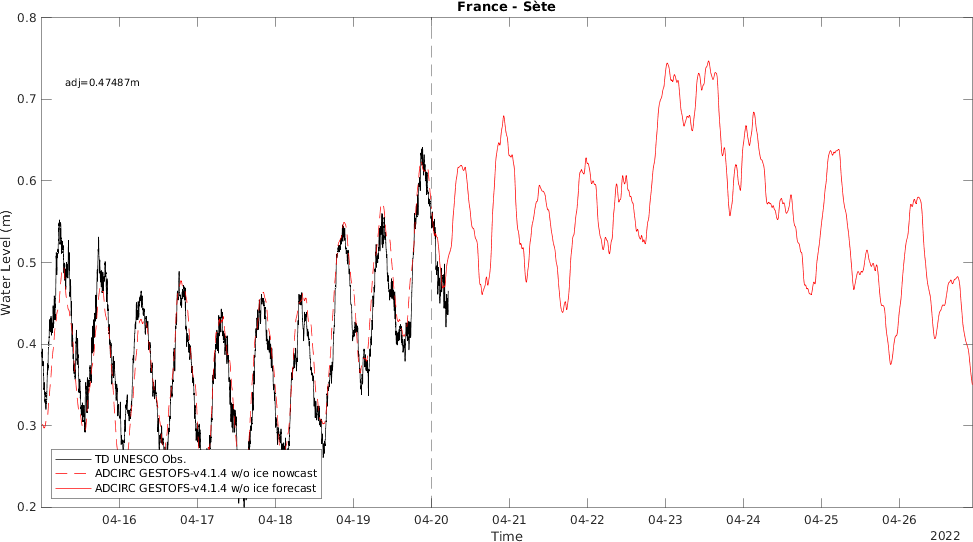 France - Sète
adj=0.47487m
Water Level (m)
0.8
0.7
0.6
0.5
0.4
0.3
0.2
TD UNESCO Obs.
ADCIRC GESTOFS-v4.1.4 w/o ice nowcast
ADCIRC GESTOFS-v4.1.4 w/o ice forecast
04-16 04-17 04-18 04-19 04-20 04-21 04-22 04-23 04-24 04-25 04-26
Time
2022